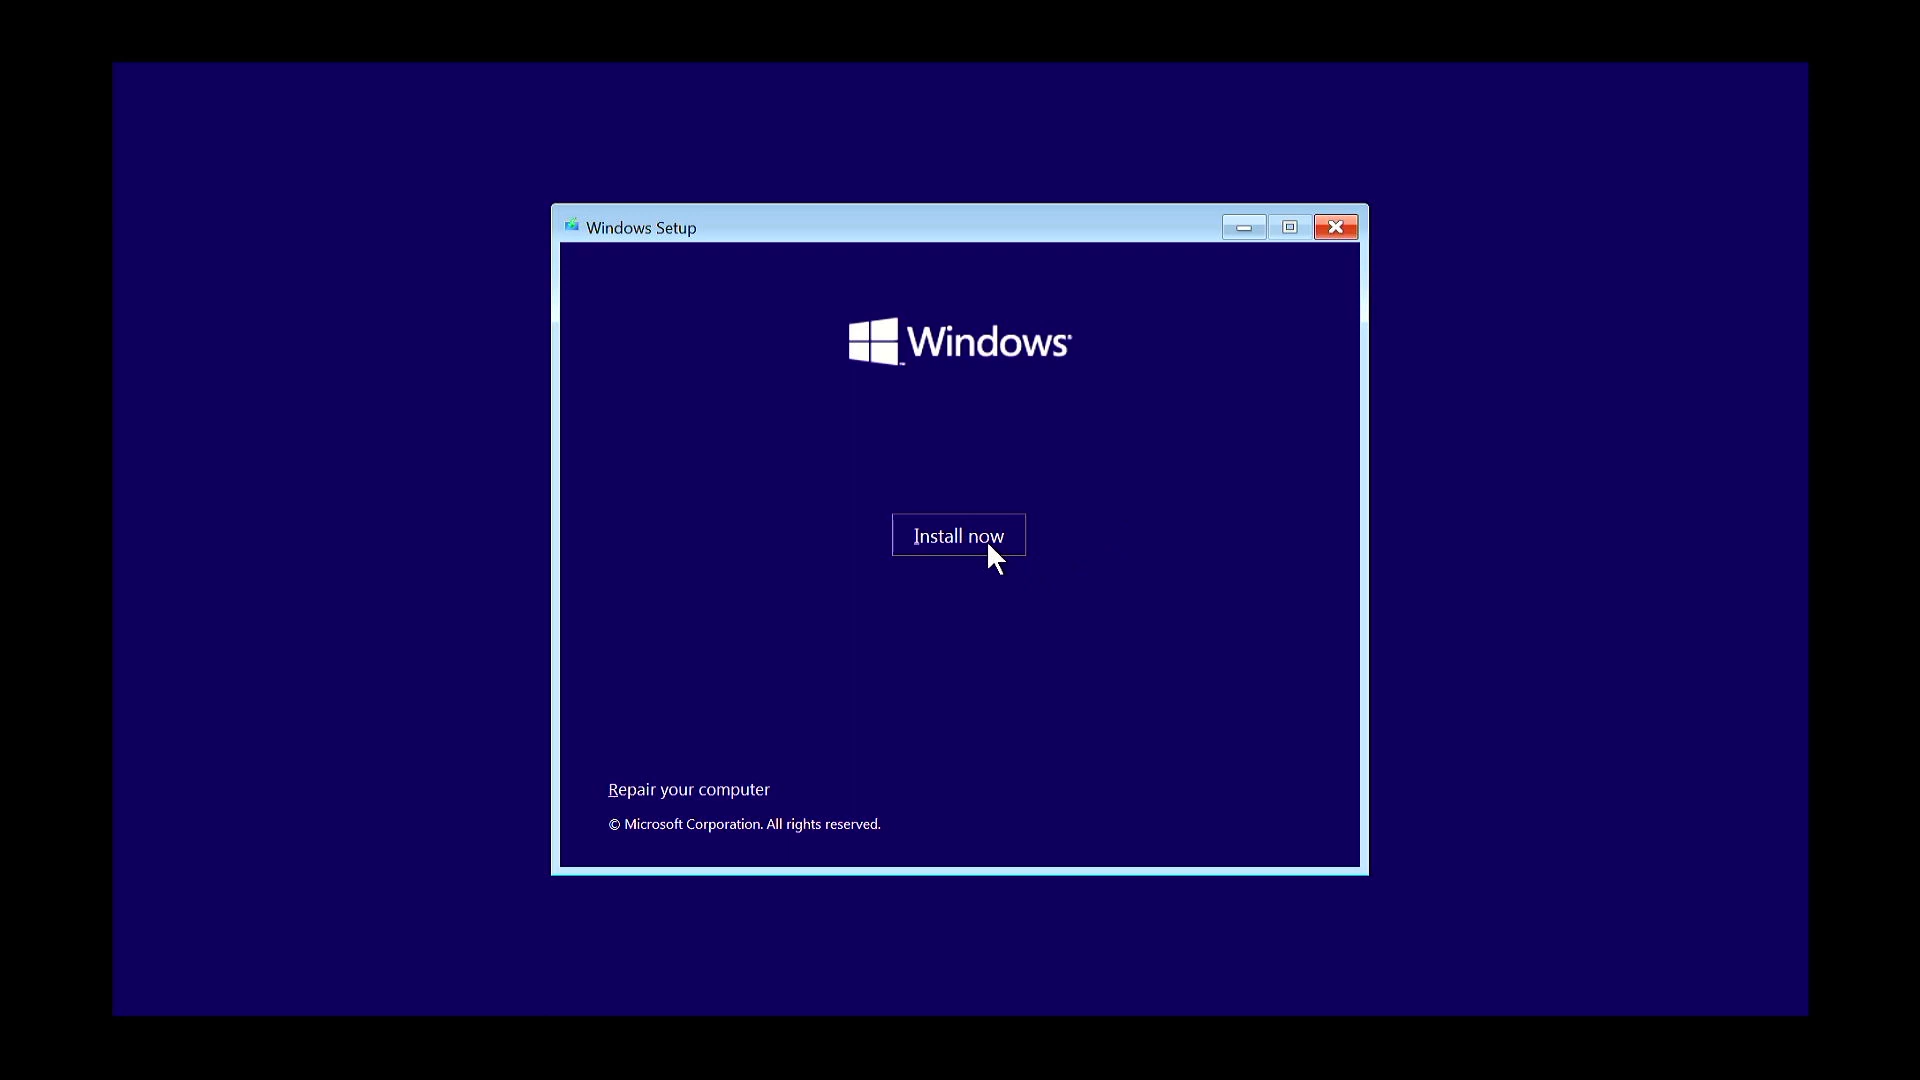 Windows Setup
Windows
Install now
Repair your computer
© Microsoft Corporation. All rights reserved.